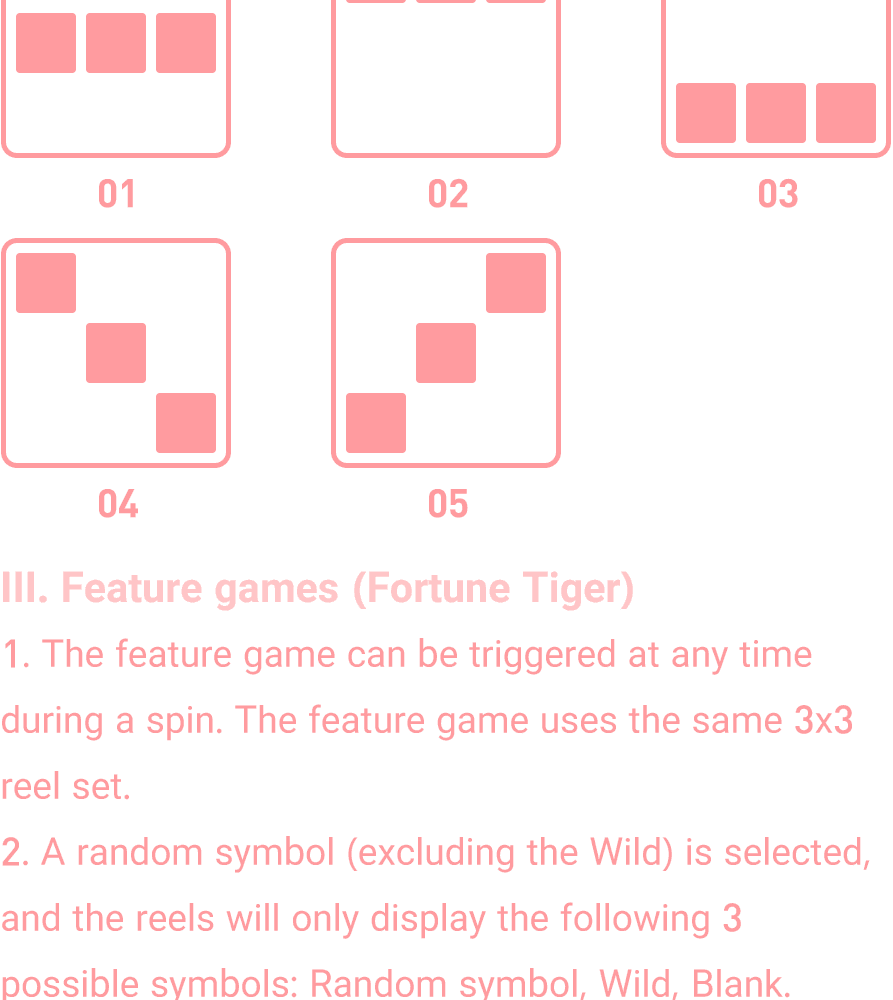 01
02
03
04
05
III. Feature games (Fortune Tiger)
1. The feature game can be triggered at any time
during a spin. The feature game uses the same 3x3
reel set.
2. A random symbol (excluding the Wild) is selected,
and the reels will only display the following 3
possible symbols: Random symbol, Wild, Blank.